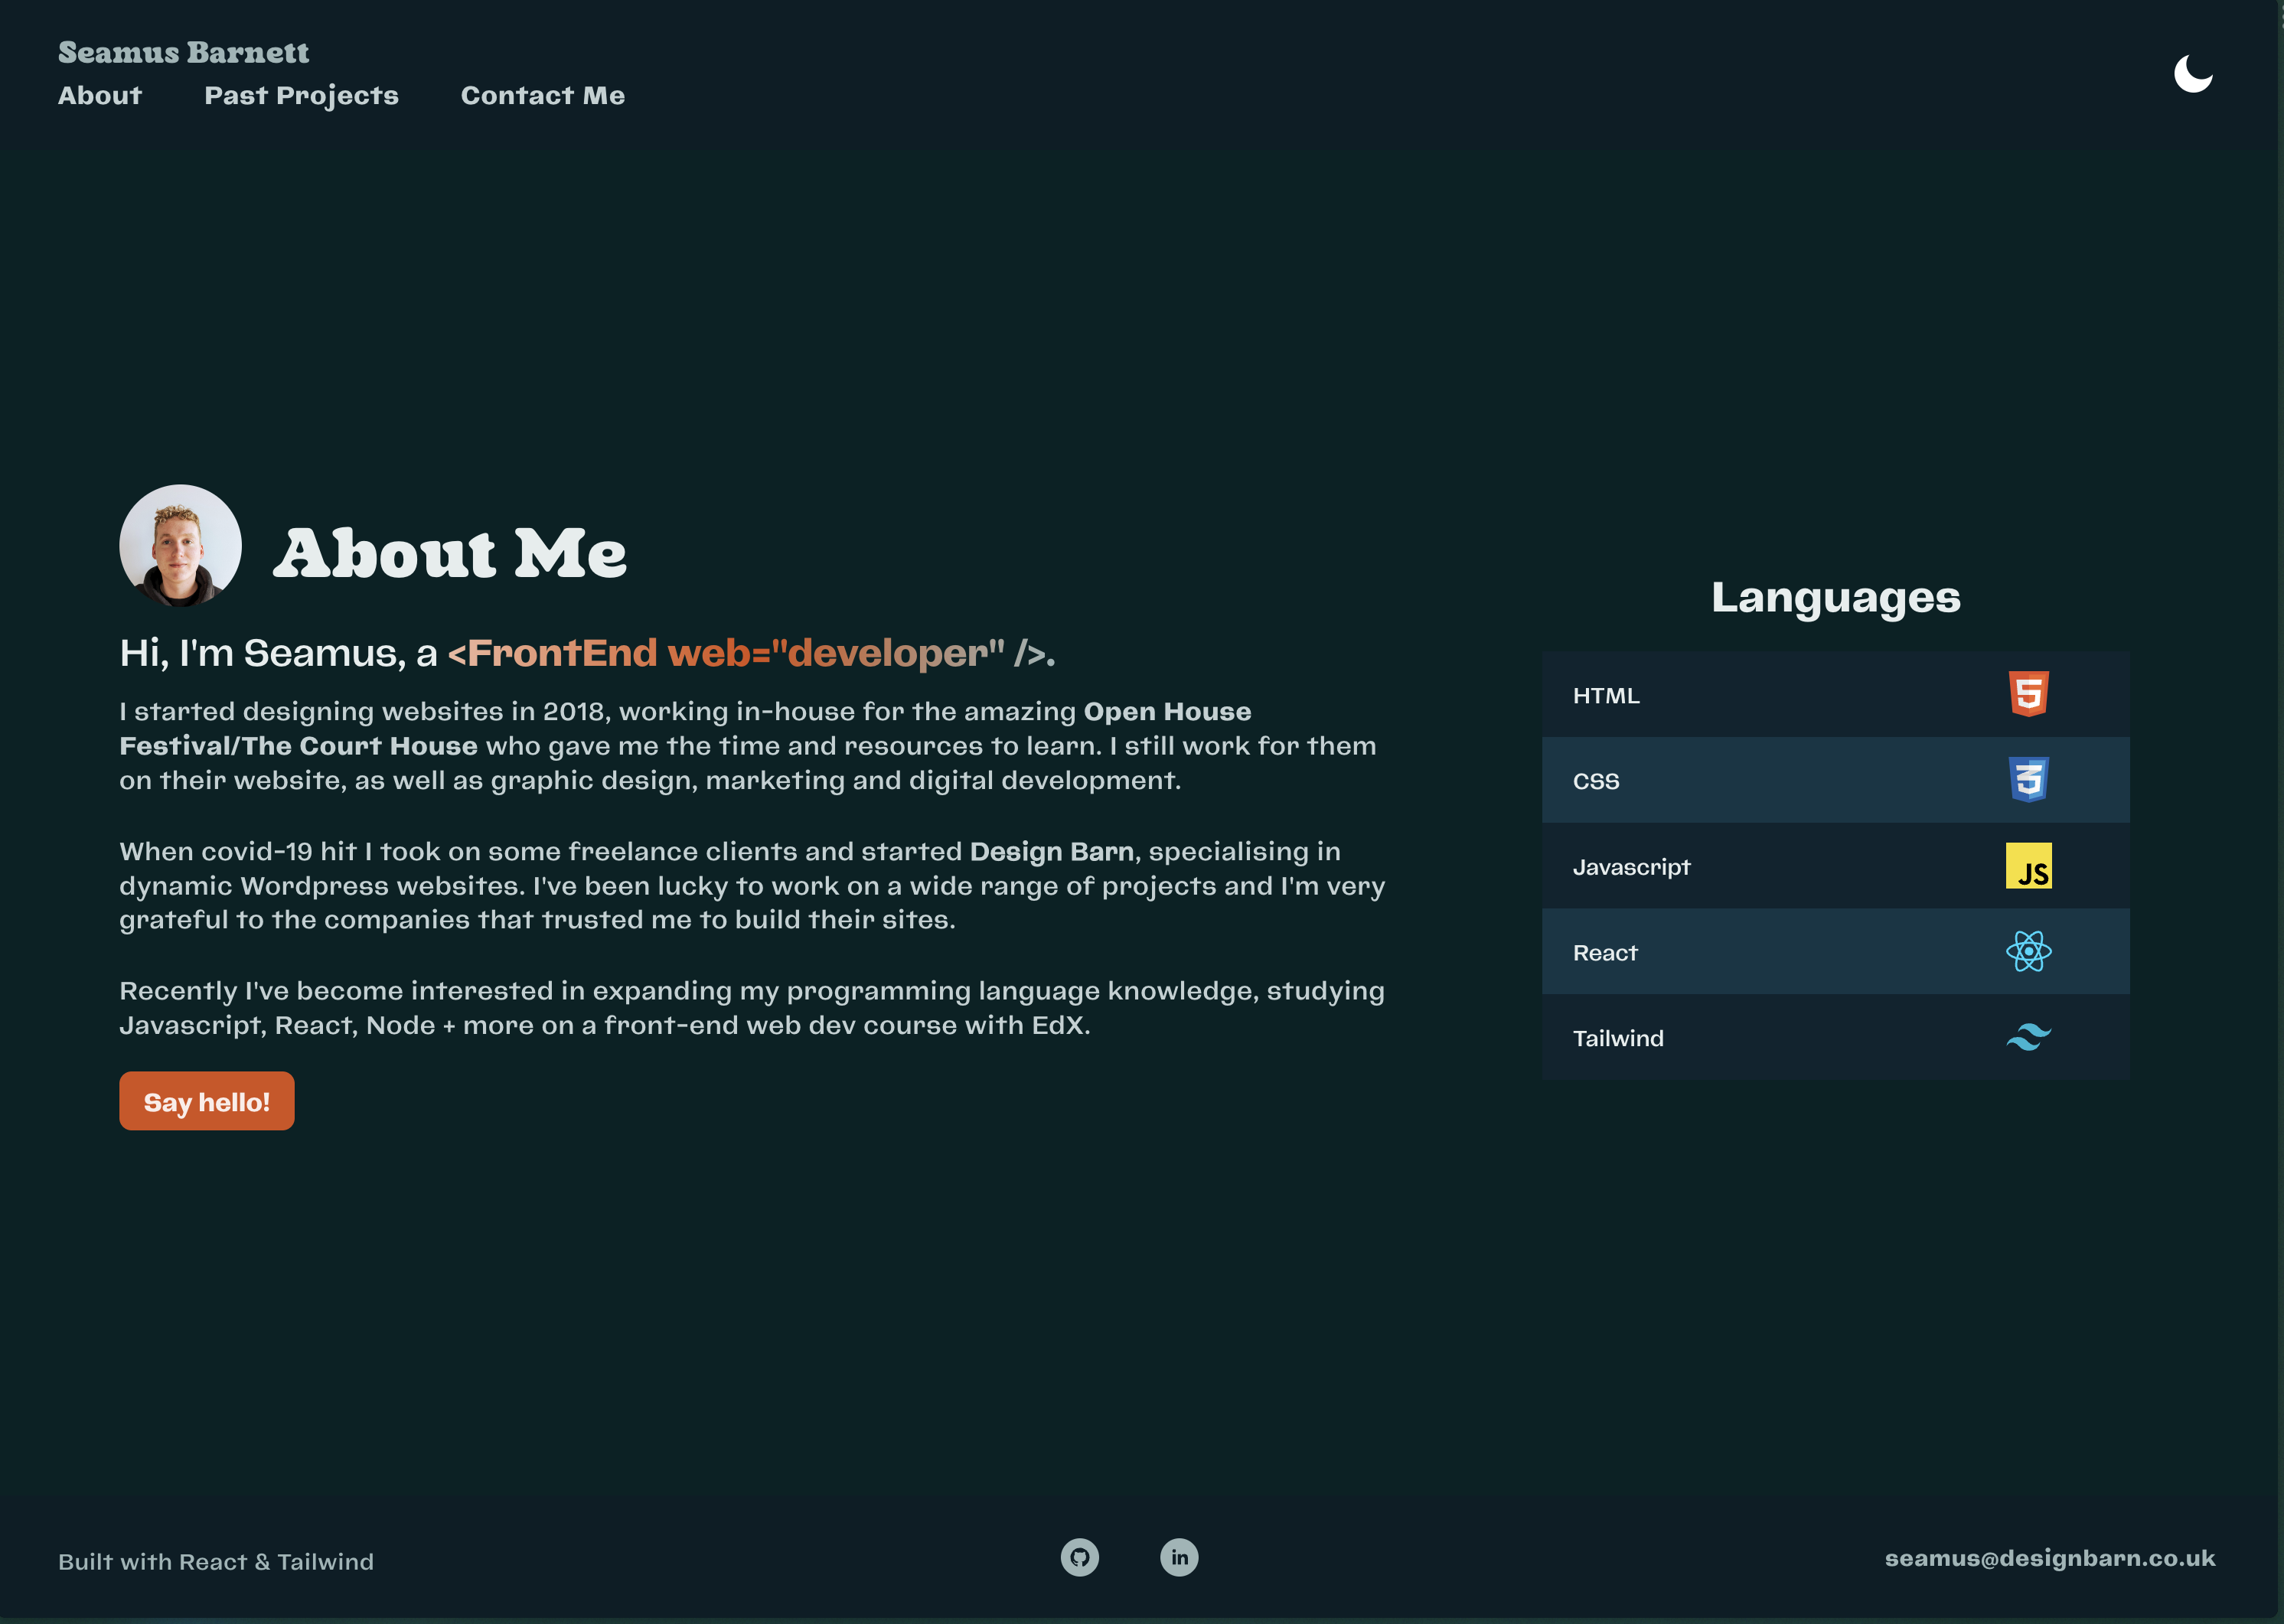 Seamus Barnett
About Past Projects Contact Me
About Me
Hi, I'm Seamus, a <FrontEnd web="developer" />.
I started designing websites in 2018, working in-house for the amazing Open House
Festival/The Court House who gave me the time and resources to learn. I still work for them
on their website, as well as graphic design, marketing and digital development.
When covid-19 hit I took on some freelance clients and started Design Barn, specialising in
dynamic Wordpress websites. I've been lucky to work on a wide range of projects and I'm very
grateful to the companies that trusted me to build their sites.
Recently I've become interested in expanding my programming language knowledge, studying
Javascript, React, Node + more on a front-end web dev course with EdX.
Say hello!
Languages
HTML 5
CSS 3
Javascript JS
React
Tailwind
Built with React & Tailwind
in
seamus@designbarn.co.uk